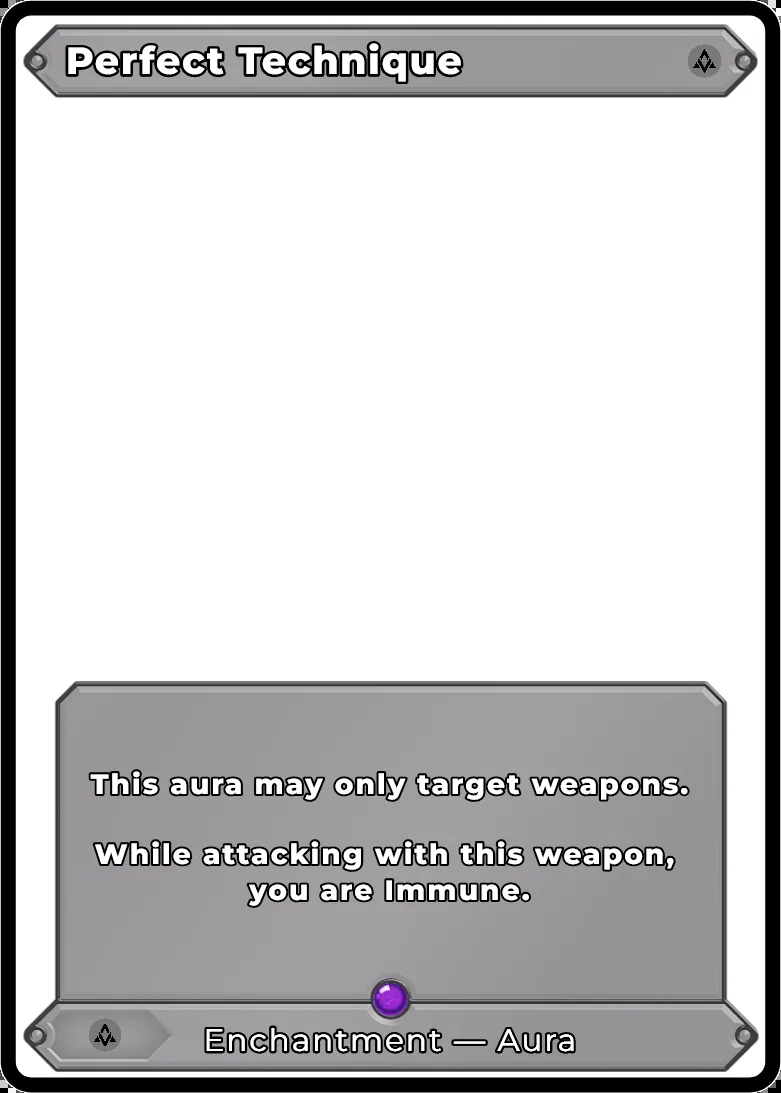 Perfect Technique
This aura may only target weapons.
While attacking with this weapon,
you are Immune.
Enchantment — Aura